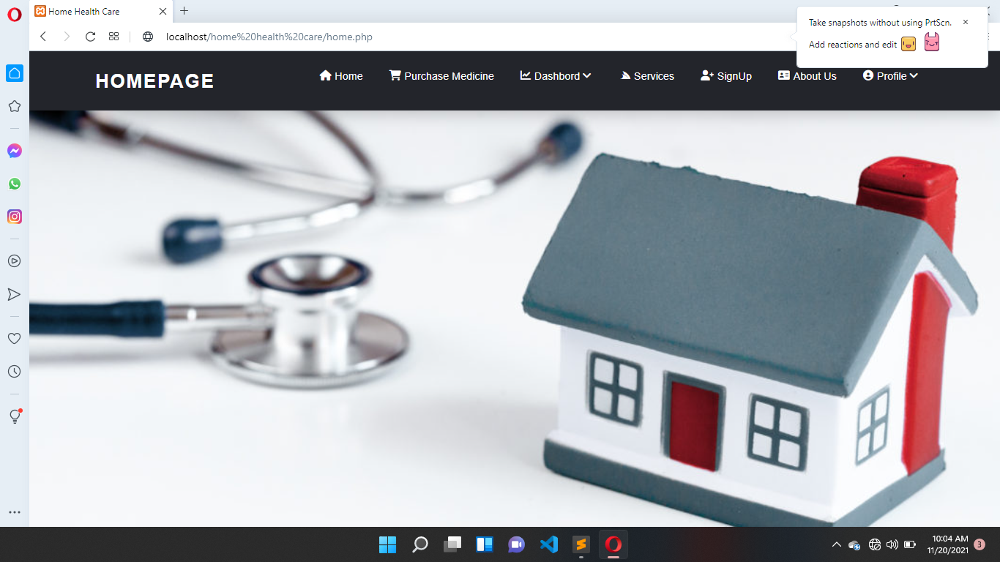 Home Health Care
Take snapshots without using PrtScn.
Add reactions and edit
localhost/home%20health%20care/home.php
HOMEPAGE
Home
Purchase Medicine
Dashbord
Services
SignUp
About Us
Profile
10:04 AM
11/20/2021
3